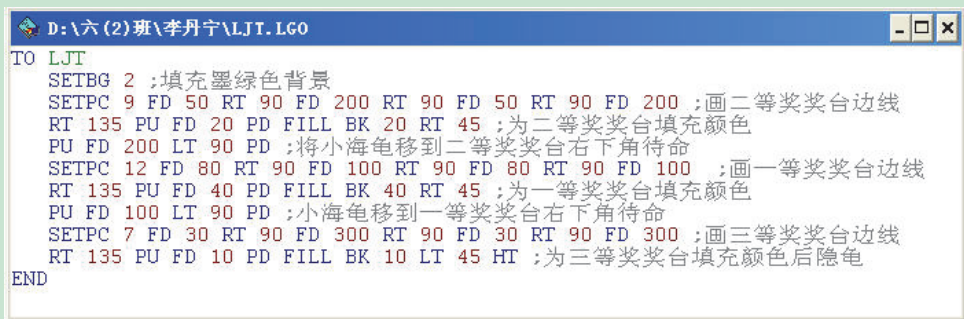 D:\六(2)班\李丹宁\LJT.LGO
TO LJT
SETBG 2 ;填充墨绿色背景
SETPC 9 FD 50 RT 90 FD 200 RT 90 FD 50 RT 90 FD 200 ;画二等奖奖台边线
RT 135 PU FD 20 PD FILL BK 20 RT 45 ;为二等奖奖台填充颜色
PU FD 200 LT 90 PD ;将小海龟移到二等奖奖台右下角待命
SETPC 12 FD 80 RT 90 FD 100 RT 90 FD 80 RT 90 FD 100 ;画一等奖奖台边线
RT 135 PU FD 40 PD FILL BK 40 RT 45 ;为一等奖奖台填充颜色
PU FD 100 LT 90 PD ;小海龟移到一等奖奖台右下角待命
SETPC 7 FD 30 RT 90 FD 300 RT 90 FD 30 RT 90 FD 300 ;画三等奖奖台边线
RT 135 PU FD 10 PD FILL BK 10 LT 45 HT ;为三等奖奖台填充颜色后隐龟
END